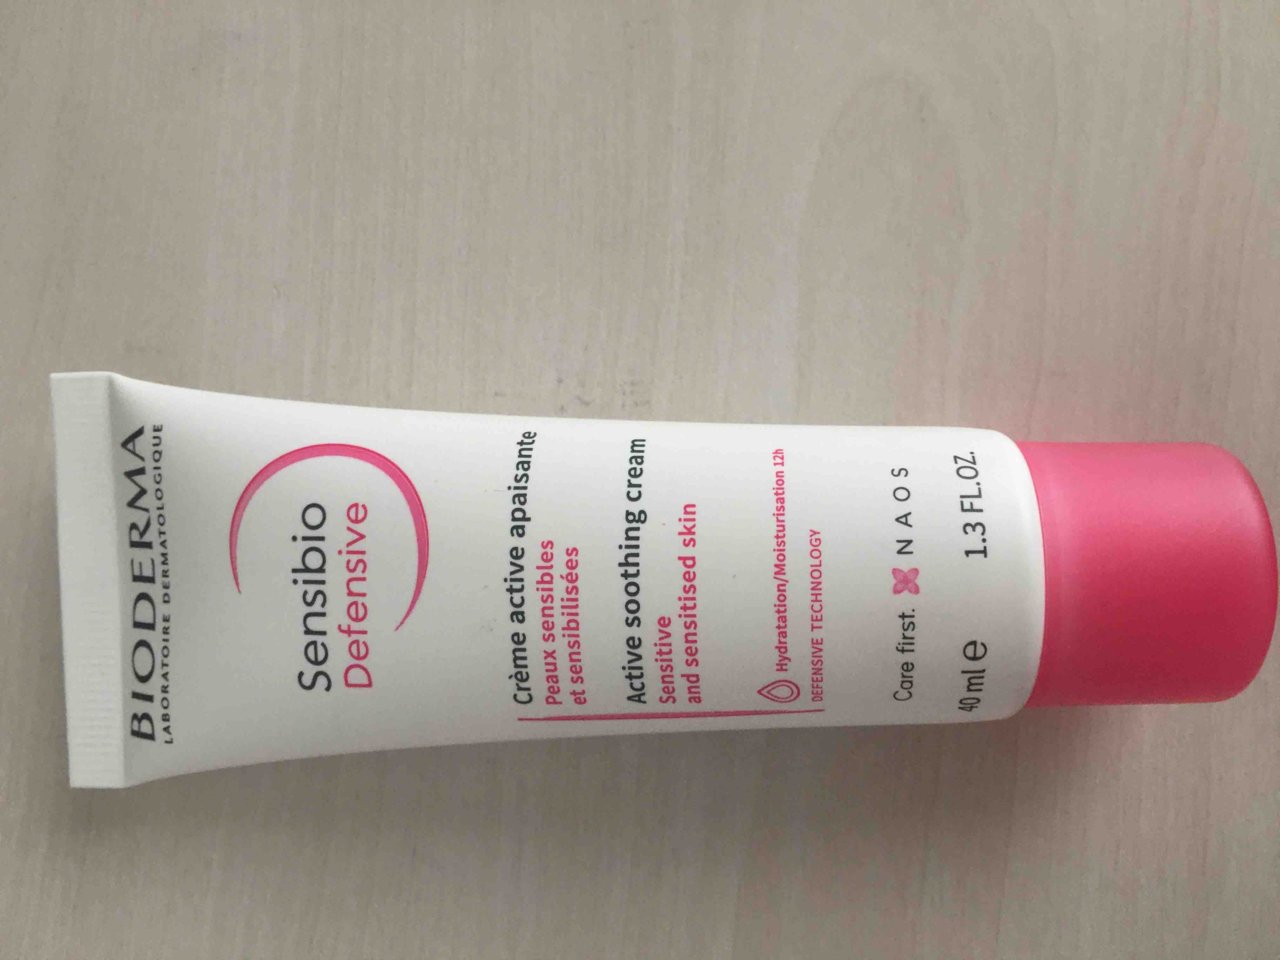 BIODERMA
LABORATOIRE DERMATOLOGIQUE
Sensibio
Defensive
Crème active apaisante
Peaux sensibles
et sensibilisées
Active soothing cream
Sensitive
and sensitised skin
Hydratation/Moisturisation 12h
DEFENSIVE TECHNOLOGY
Care first. NAOS
40 ml e 1.3 FL.OZ.